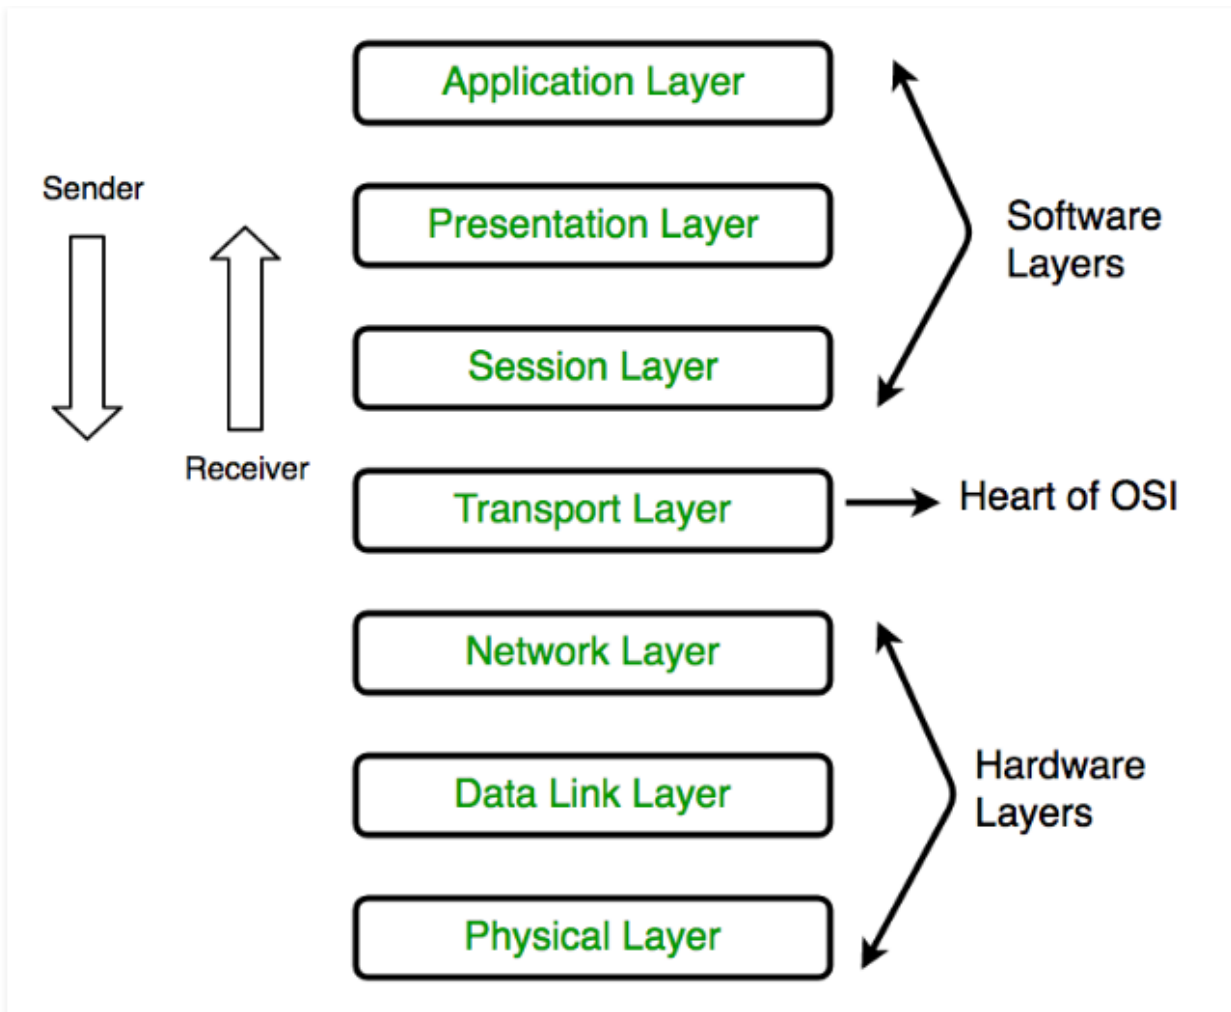 Application Layer
Sender
Presentation Layer
Software
Layers
Session Layer
Receiver
Transport Layer
Heart of OSI
Network Layer
Data Link Layer
Hardware
Layers
Physical Layer